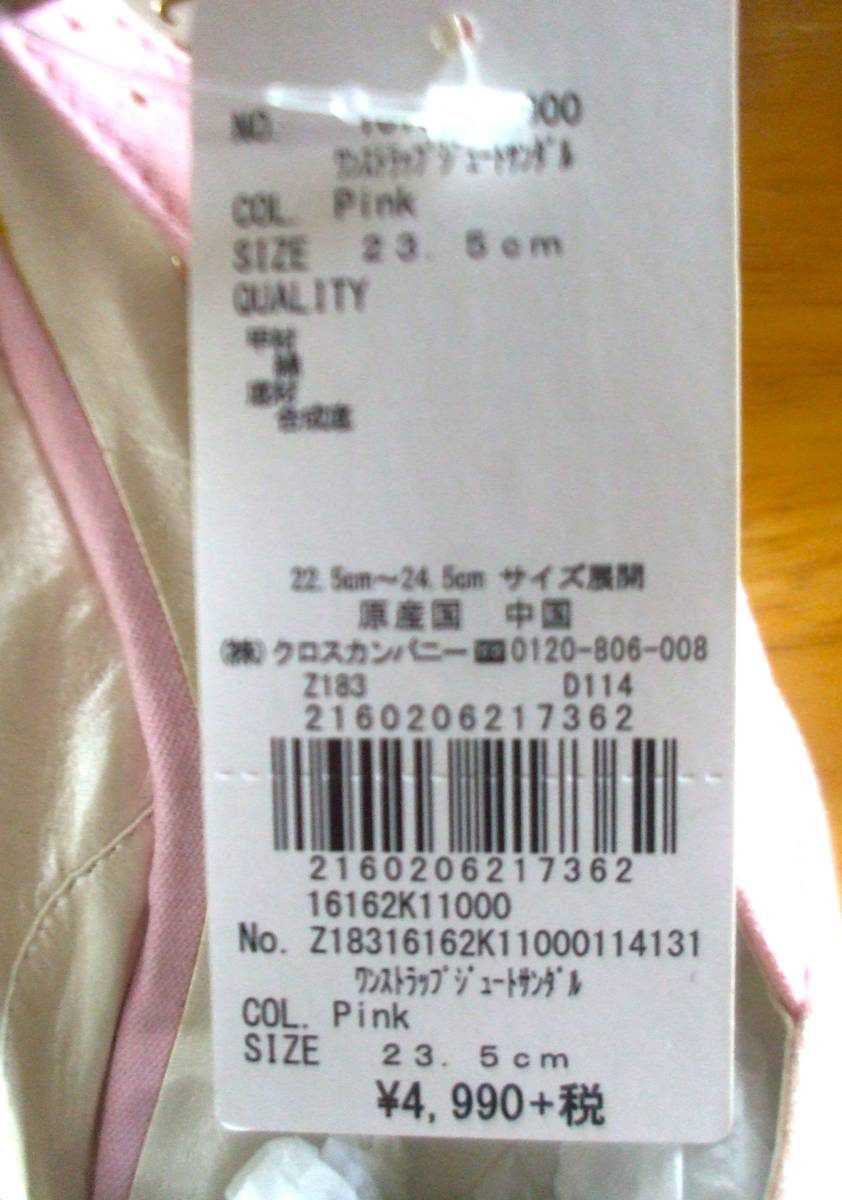 NO.
ﾜﾝｽﾄﾗｯﾌﾟｼﾞｭｰﾄｻﾝﾀﾞﾙ
COL. Pink
SIZE 23.5cm
QUALITY
甲材
綿
底材
合成底
22.5cm～24.5cm サイズ展開
原産国 中国
㈱クロスカンパニー 0120-806-008
Z183 D114
2160206217362
2160206217362
16162K11000
No. Z18316162K11000114131
ﾜﾝｽﾄﾗｯﾌﾟｼﾞｭｰﾄｻﾝﾀﾞﾙ
COL. Pink
SIZE 23.5cm
¥4,990+税